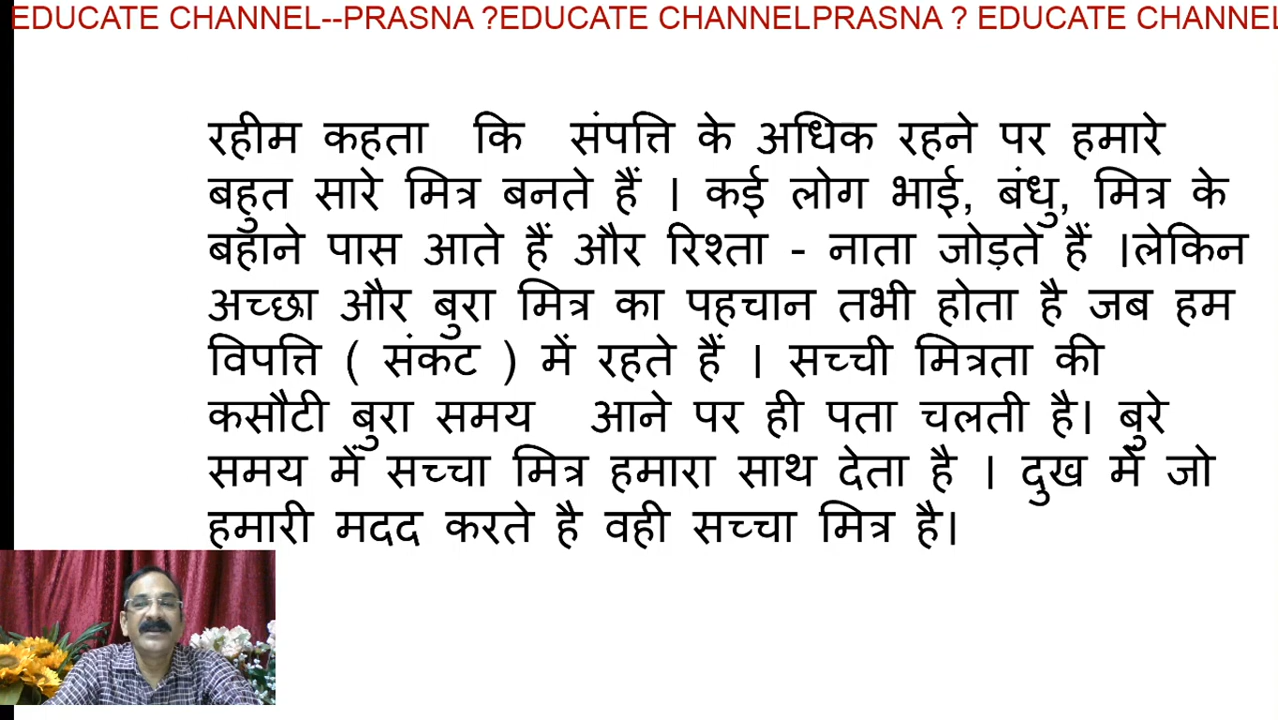 EDUCATE CHANNEL--PRASNA ?EDUCATE CHANNELPRASNA ? EDUCATE CHANNEL
रहीम कहता कि संपत्ति के अधिक रहने पर हमारे
बहुत सारे मित्र बनते हैं । कई लोग भाई, बंधु, मित्र के
बहाने पास आते हैं और रिश्ता - नाता जोड़ते हैं ।लेकिन
अच्छा और बुरा मित्र का पहचान तभी होता है जब हम
विपत्ति ( संकट ) में रहते हैं । सच्ची मित्रता की
कसौटी बुरा समय आने पर ही पता चलती है। बुरे
समय में सच्चा मित्र हमारा साथ देता है । दुख में जो
हमारी मदद करते है वही सच्चा मित्र है।